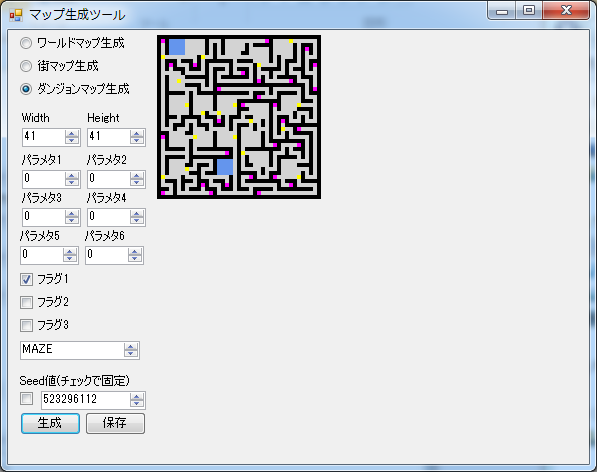 マップ生成ツール
ワールドマップ生成
街マップ生成
ダンジョンマップ生成
Width Height
41 41
パラメタ1 パラメタ2
0 0
パラメタ3 パラメタ4
0 0
パラメタ5 パラメタ6
0 0
フラグ1
フラグ2
フラグ3
MAZE
Seed値(チェックで固定)
523296112
生成 保存